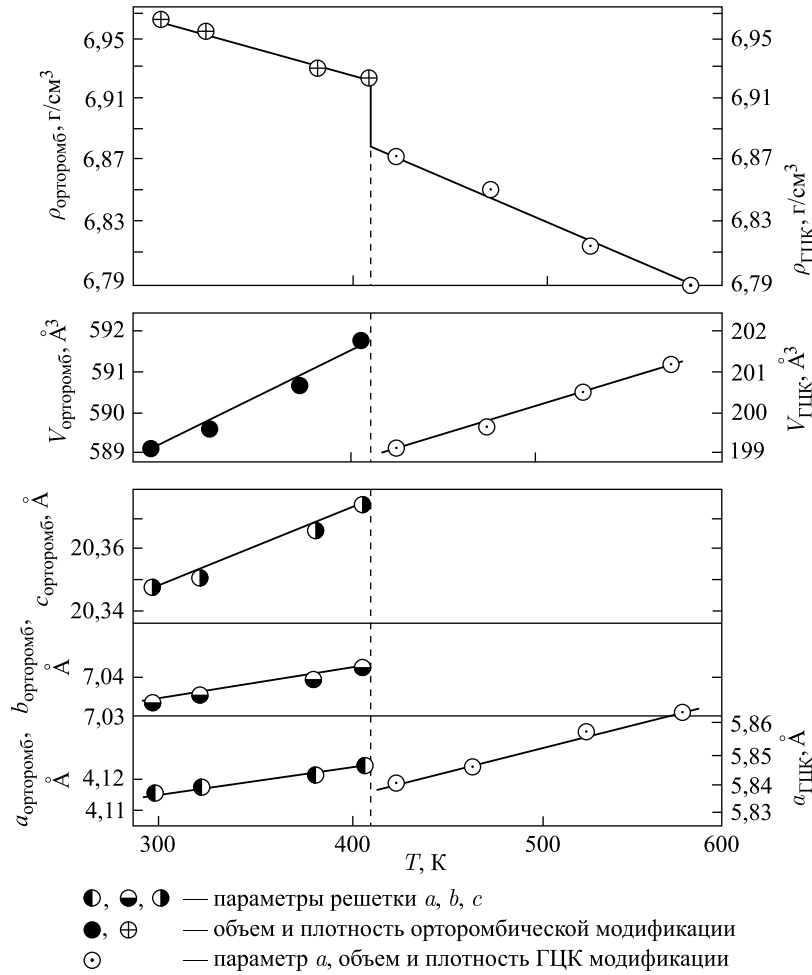 ρорторомб, г/см³
6,95
6,91
6,87
6,83
6,79
6,95
6,91
6,87
6,83
6,79
ρГЦК, г/см³
Vорторомб, Å³
592
591
590
589
202
201
200
199
VГЦК, Å³
cорторомб, Å
20,36
20,34
bорторомб,
Å
7,04
7,03
aорторомб,
Å
4,12
4,11
5,86
5,85
5,84
5,83
aГЦК, Å
300
400
500
600
T, К
, , — параметры решетки a, b, c
, — объем и плотность орторомбической модификации
— параметр a, объем и плотность ГЦК модификации